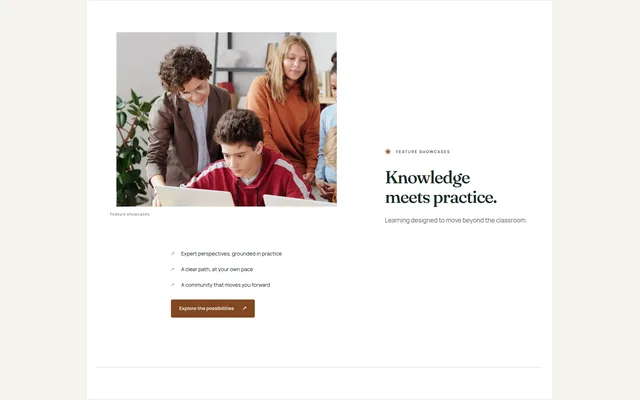 FEATURE SHOWCASES
Knowledge
meets practice.
Learning designed to move beyond the classroom.
Feature showcases
Expert perspectives, grounded in practice
A clear path, at your own pace
A community that moves you forward
Explore the possibilities